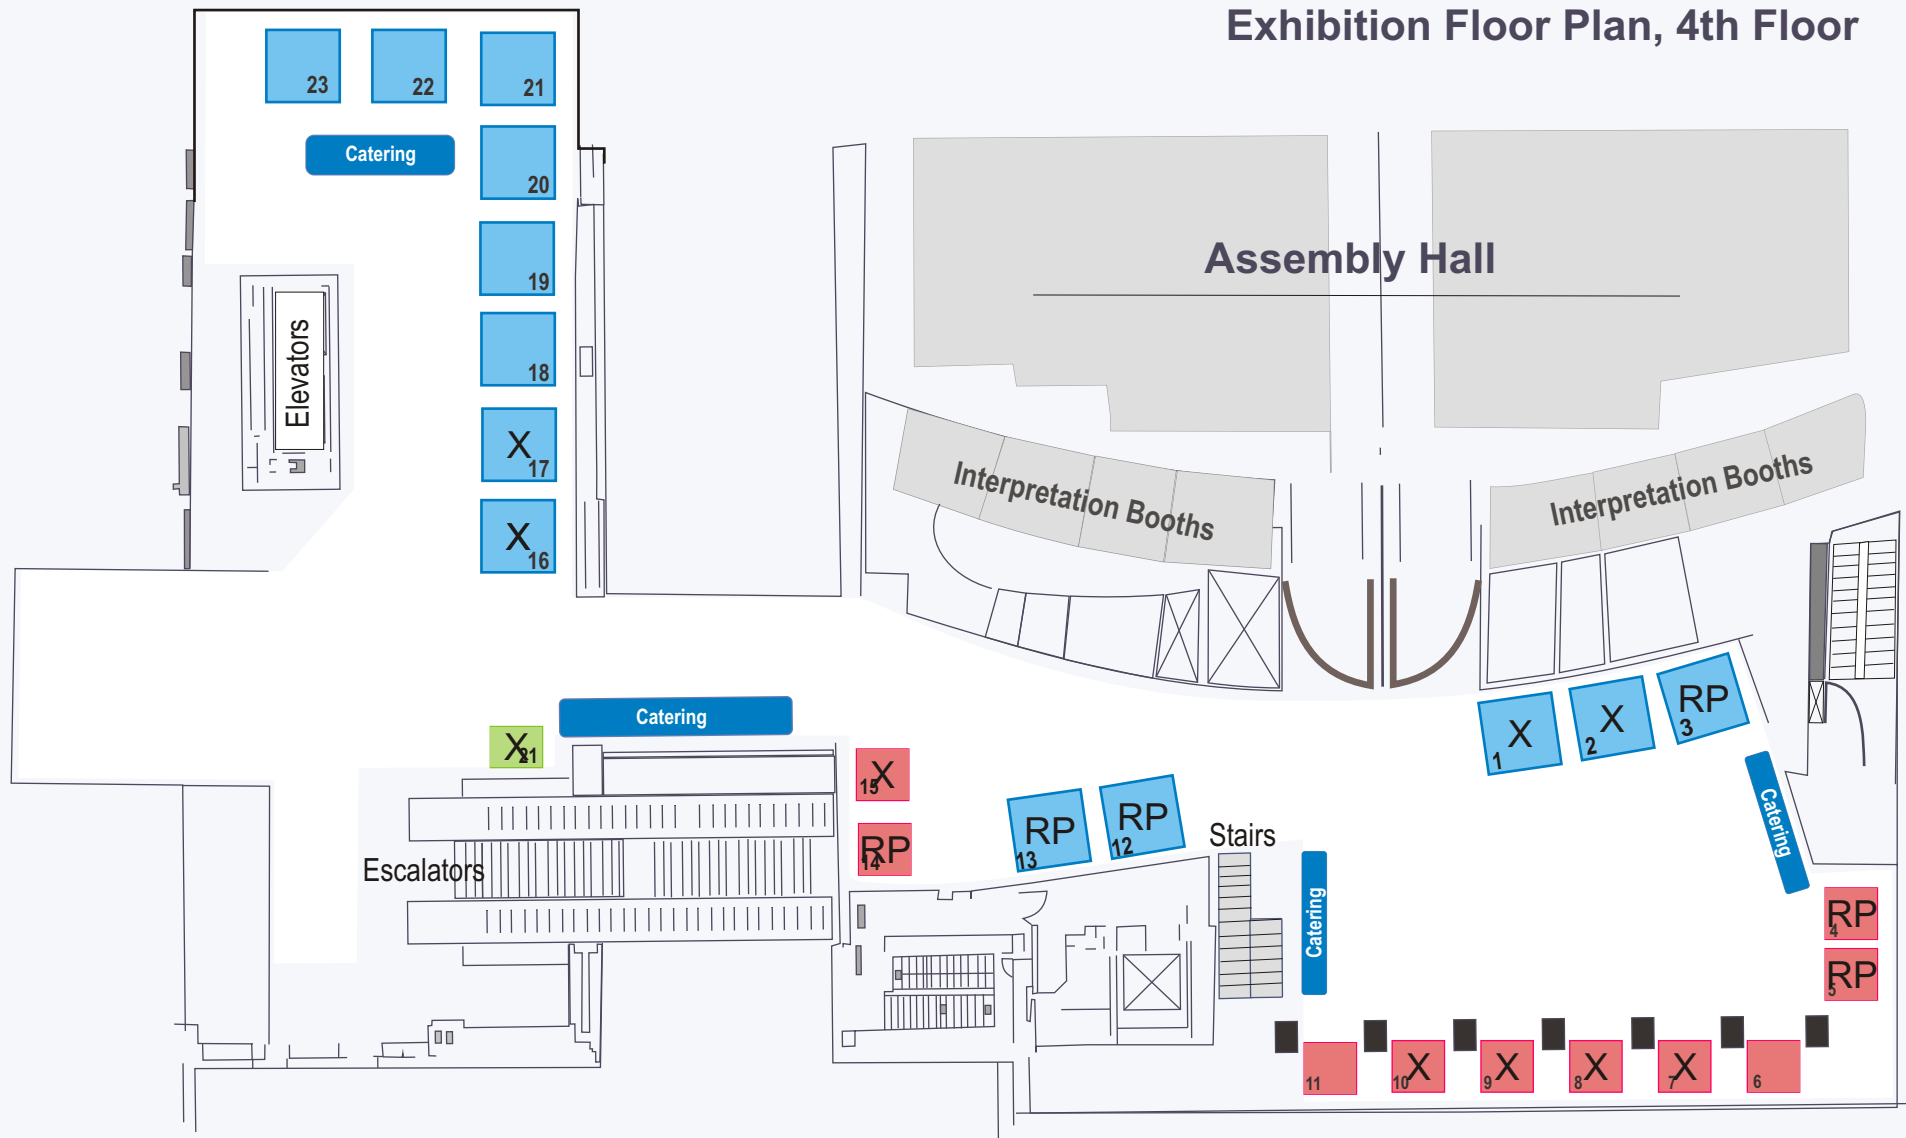 Exhibition Floor Plan, 4th Floor
23
22
21
Catering
20
19
18
X
17
X
16
Elevators
Assembly Hall
Interpretation Booths
Interpretation Booths
Catering
X
21
Escalators
X
15
RP
14
RP
13
RP
12
Stairs
X
1
X
2
RP
3
Catering
Catering
RP
4
RP
5
11
X
10
X
9
X
8
X
7
6